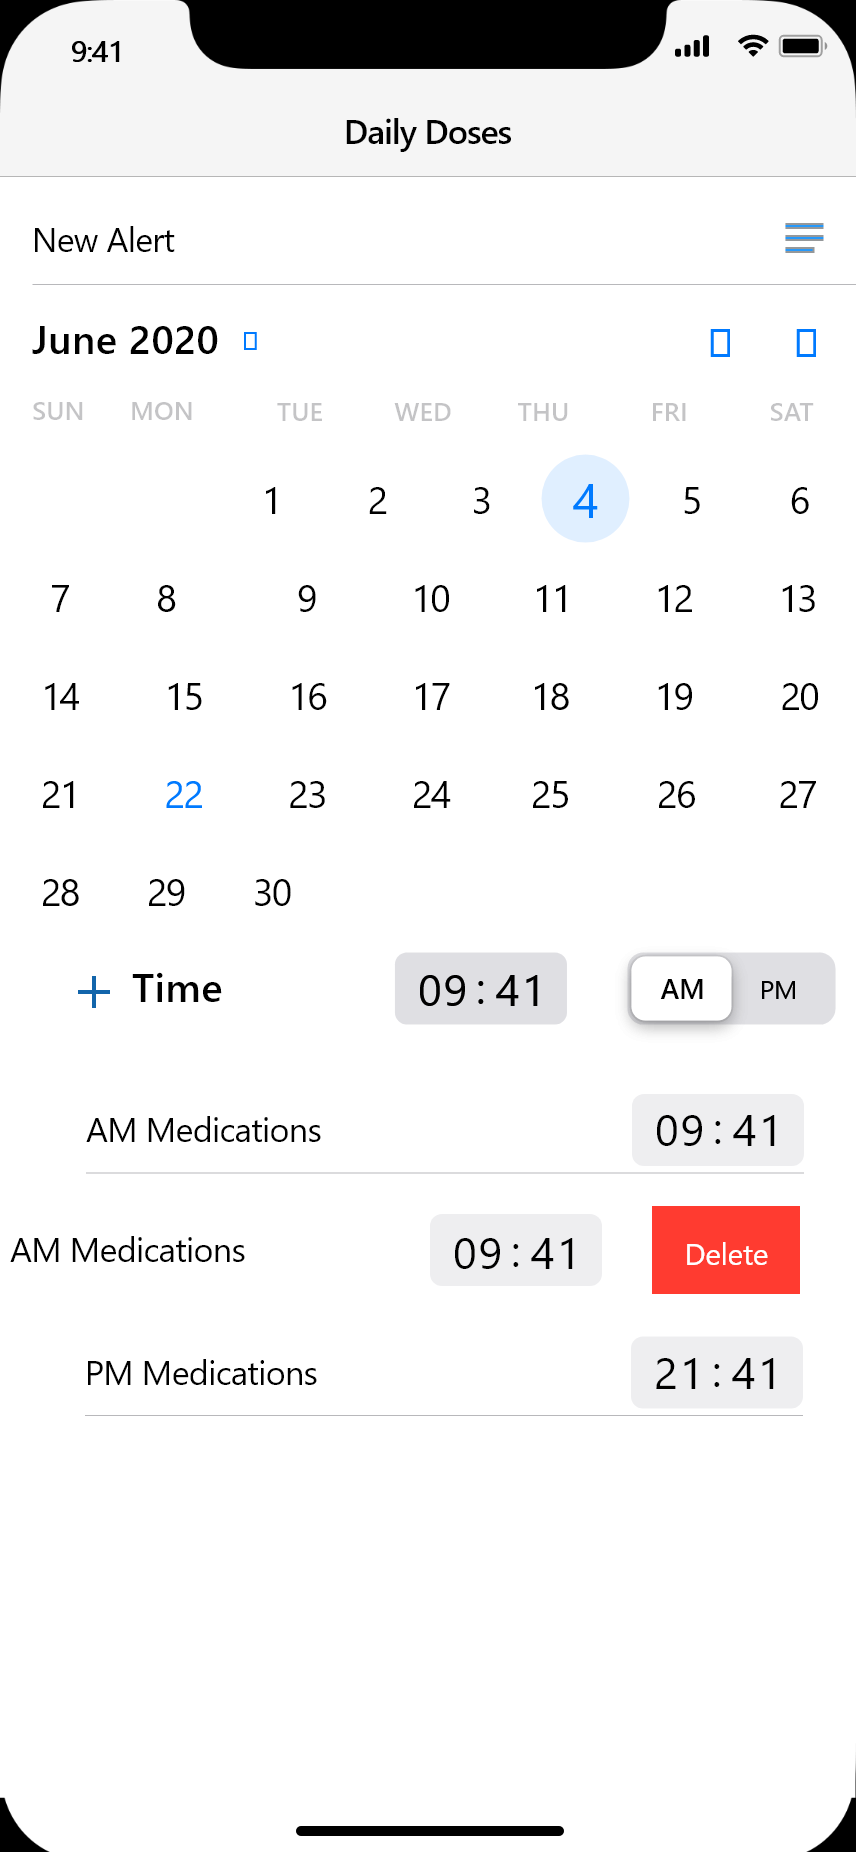 9:41
Daily Doses
New Alert
June 2020
SUN MON TUE WED THU FRI SAT
1 2 3 4 5 6
7 8 9 10 11 12 13
14 15 16 17 18 19 20
21 22 23 24 25 26 27
28 29 30
+ Time 09:41 AM PM
AM Medications 09:41
AM Medications 09:41 Delete
PM Medications 21:41